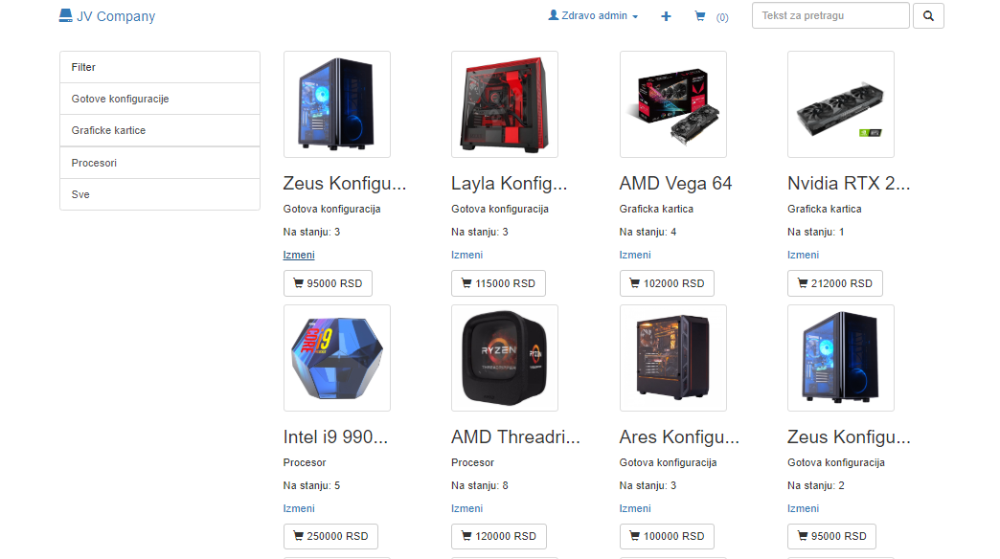 JV Company
Zdravo admin
(0)
Tekst za pretragu
Filter
Gotove konfiguracije
Graficke kartice
Procesori
Sve
Zeus Konfigu...
Gotova konfiguracija
Na stanju: 3
Izmeni
95000 RSD
Layla Konfig...
Gotova konfiguracija
Na stanju: 3
Izmeni
115000 RSD
AMD Vega 64
Graficka kartica
Na stanju: 4
Izmeni
102000 RSD
Nvidia RTX 2...
Graficka kartica
Na stanju: 1
Izmeni
212000 RSD
CORE i9
Intel i9 990...
Procesor
Na stanju: 5
Izmeni
250000 RSD
RYZEN
THREADRIPPER
RYZEN
AMD Threadri...
Procesor
Na stanju: 8
Izmeni
120000 RSD
Ares Konfigu...
Gotova konfiguracija
Na stanju: 3
Izmeni
100000 RSD
Zeus Konfigu...
Gotova konfiguracija
Na stanju: 2
Izmeni
95000 RSD